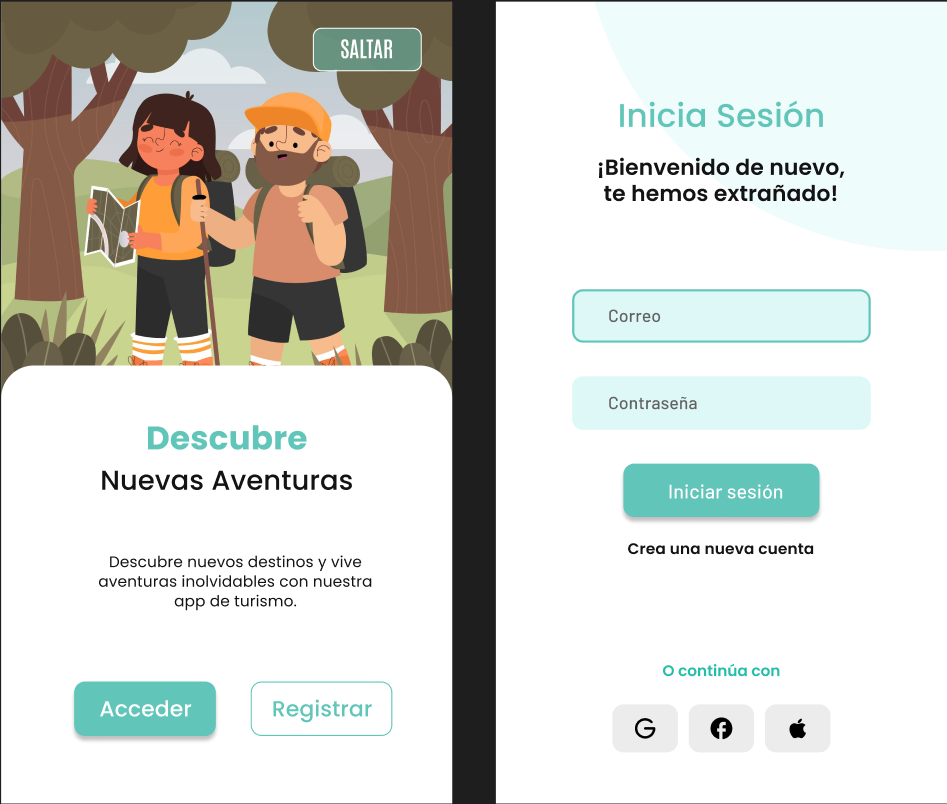 SALTAR
Descubre
Nuevas Aventuras
Descubre nuevos destinos y vive
aventuras inolvidables con nuestra
app de turismo.
Acceder
Registrar
Inicia Sesión
¡Bienvenido de nuevo,
te hemos extrañado!
Correo
Contraseña
Iniciar sesión
Crea una nueva cuenta
O continúa con